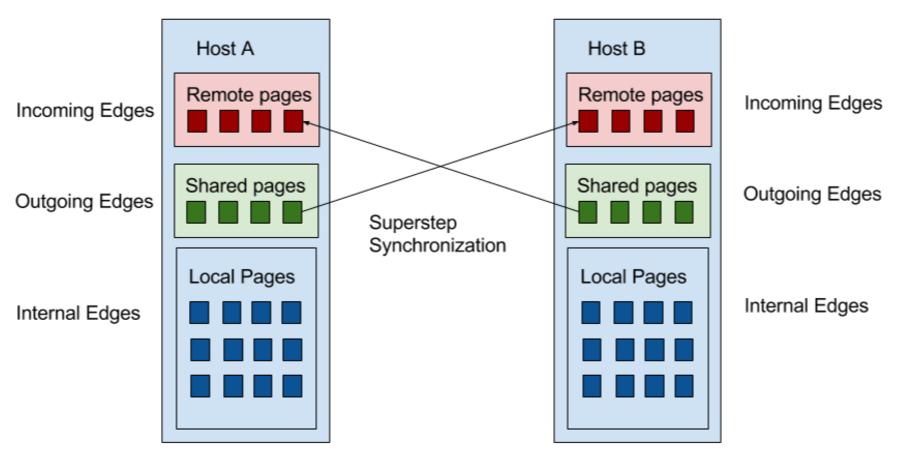 Host A
Host B
Remote pages
Remote pages
Incoming Edges
Incoming Edges
Shared pages
Shared pages
Outgoing Edges
Outgoing Edges
Superstep
Synchronization
Local Pages
Local Pages
Internal Edges
Internal Edges